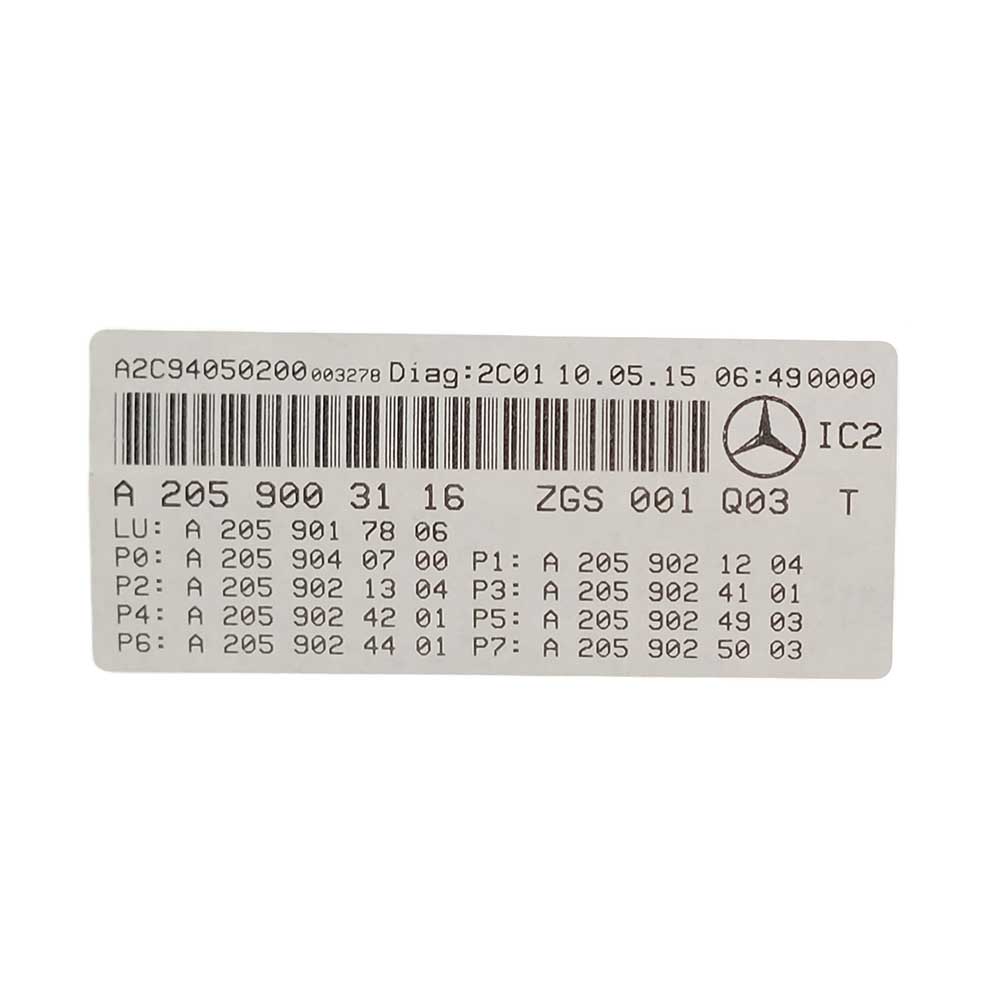 A2C94050200003278 Diag:2C01 10.05.15 06:490000
IC2
A 205 900 31 16 ZGS 001 Q03 T
LU: A 205 901 78 06
P0: A 205 904 07 00 P1: A 205 902 12 04
P2: A 205 902 13 04 P3: A 205 902 41 01
P4: A 205 902 42 01 P5: A 205 902 49 03
P6: A 205 902 44 01 P7: A 205 902 50 03